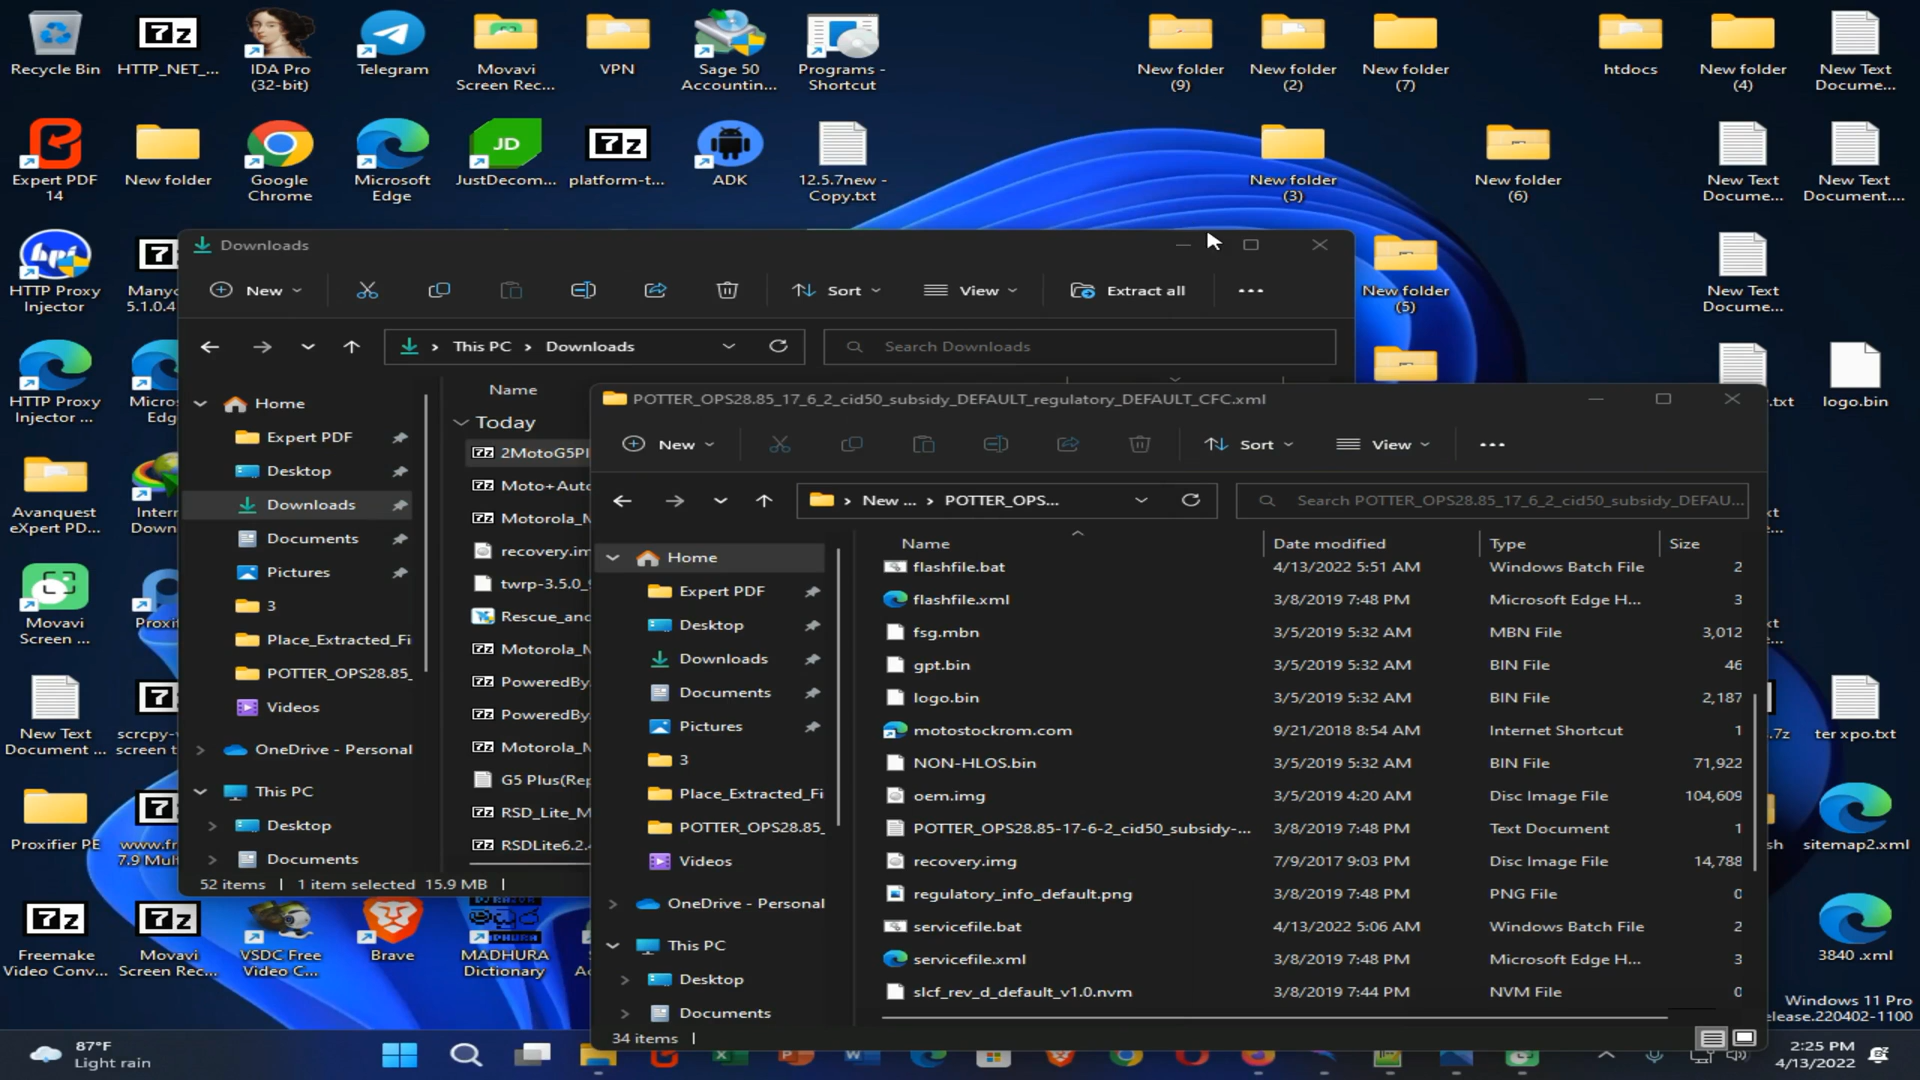 Recycle Bin
HTTP_NET_...
IDA Pro
(32-bit)
Telegram
Movavi
Screen Rec...
VPN
Sage 50
Accountin...
Programs -
Shortcut
New folder
(9)
New folder
(2)
New folder
(7)
htdocs
New folder
(4)
New Text
Docume...
Expert PDF
14
New folder
Google
Chrome
Microsoft
Edge
JD
JustDecom...
platform-t...
ADK
12.5.7new -
Copy.txt
New folder
(3)
New folder
(6)
New Text
Docume...
New Text
Document....
HTTP Proxy
Injector
Manyc
5.1.0.4
New folder
(5)
New Text
Docume...
HTTP Proxy
Injector ...
Micros
Edg
.txt
logo.bin
Avanquest
eXpert PD...
Intern
Down
Movavi
Screen ...
Proxif
New Text
Document ...
scrcpy-w
screen t
.7z
ter xpo.txt
Proxifier PE
www.fr
7.9 Mult
sh
sitemap2.xml
Freemake
Video Conv...
Movavi
Screen Rec...
VSDC Free
Video C...
Brave
MADHURA
Dictionary
3840 .xml
Windows 11 Pro
elease.220402-1100
Downloads
New
Sort
View
Extract all
This PC
Downloads
Search Downloads
Name
Today
Home
Expert PDF
Desktop
Downloads
Documents
Pictures
3
Place_Extracted_Fi
POTTER_OPS28.85_
Videos
OneDrive - Personal
This PC
Desktop
Documents
2MotoG5Pl
Moto+Auto
Motorola_M
recovery.im
twrp-3.5.0_9
Rescue_and
Motorola_M
PoweredBy
PoweredBy
Motorola_M
G5 Plus(Rep
RSD_Lite_M
RSDLite6.2.4
52 items | 1 item selected 15.9 MB |
POTTER_OPS28.85_17_6_2_cid50_subsidy_DEFAULT_regulatory_DEFAULT_CFC.xml
New
Sort
View
New ... POTTER_OPS...
Search POTTER_OPS28.85_17_6_2_cid50_subsidy_DEFAU...
Home
Expert PDF
Desktop
Downloads
Documents
Pictures
3
Place_Extracted_Fi
POTTER_OPS28.85_
Videos
OneDrive - Personal
This PC
Desktop
Documents
Name Date modified Type Size
flashfile.bat 4/13/2022 5:51 AM Windows Batch File 2
flashfile.xml 3/8/2019 7:48 PM Microsoft Edge H... 3
fsg.mbn 3/5/2019 5:32 AM MBN File 3,012
gpt.bin 3/5/2019 5:32 AM BIN File 46
logo.bin 3/5/2019 5:32 AM BIN File 2,187
motostockrom.com 9/21/2018 8:54 AM Internet Shortcut 1
NON-HLOS.bin 3/5/2019 5:32 AM BIN File 71,922
oem.img 3/5/2019 4:20 AM Disc Image File 104,609
POTTER_OPS28.85-17-6-2_cid50_subsidy-... 3/8/2019 7:48 PM Text Document 1
recovery.img 7/9/2017 9:03 PM Disc Image File 14,788
regulatory_info_default.png 3/8/2019 7:48 PM PNG File 0
servicefile.bat 4/13/2022 5:06 AM Windows Batch File 2
servicefile.xml 3/8/2019 7:48 PM Microsoft Edge H... 3
slcf_rev_d_default_v1.0.nvm 3/8/2019 7:44 PM NVM File 0
34 items |
87°F
Light rain
2:25 PM
4/13/2022